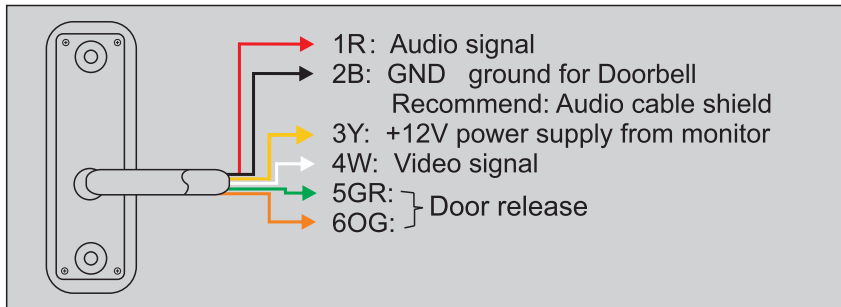 1R: Audio signal
2B: GND ground for Doorbell
Recommend: Audio cable shield
3Y: +12V power supply from monitor
4W: Video signal
5GR:
6OG:
Door release